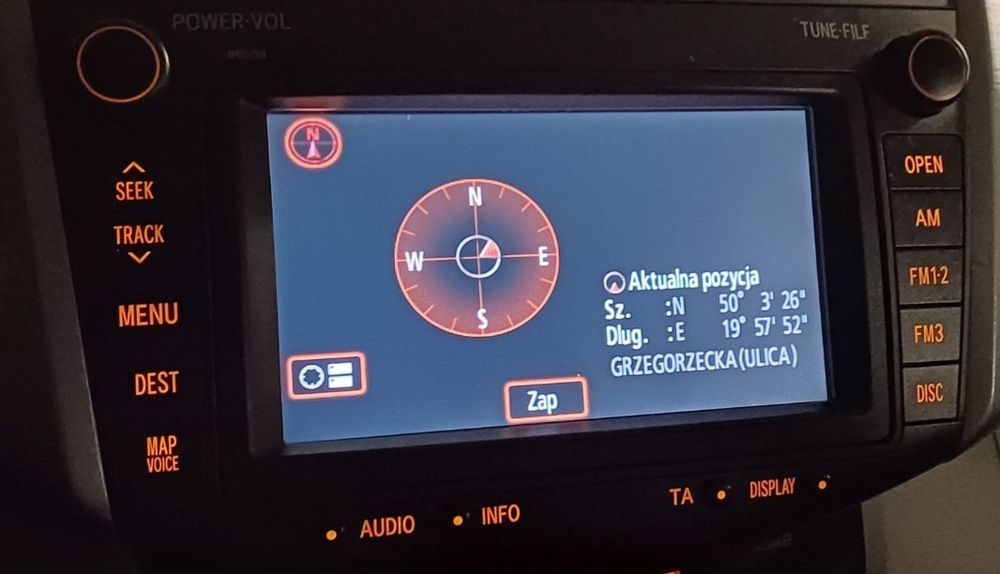 POWER·VOL
TUNE·FILE
SEEK
TRACK
MENU
DEST
MAP
VOICE
N
N
W
E
S
Aktualna pozycja
Sz. :N 50° 3' 26"
Dlug. :E 19° 57' 52"
GRZEGORZECKA(ULICA)
Zap
OPEN
AM
FM1·2
FM3
DISC
AUDIO
INFO
TA
DISPLAY